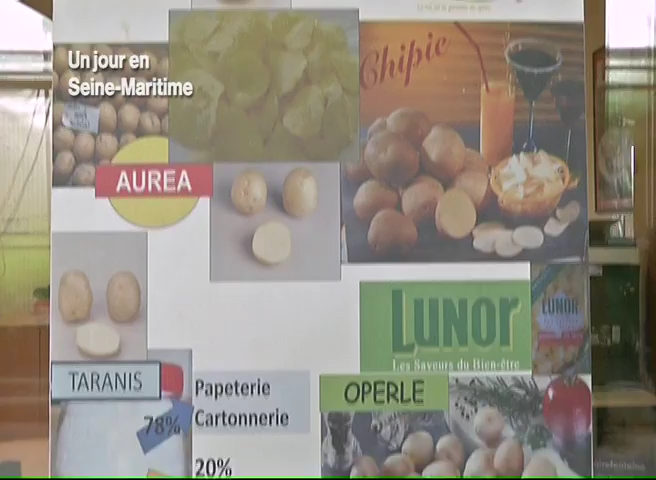 Un jour en
Seine-Maritime
Chipie
AUREA
LUNOR
Les Saveurs du Bien-être
LUNOR
TARANIS
78%
Papeterie
Cartonnerie
20%
OPERLE